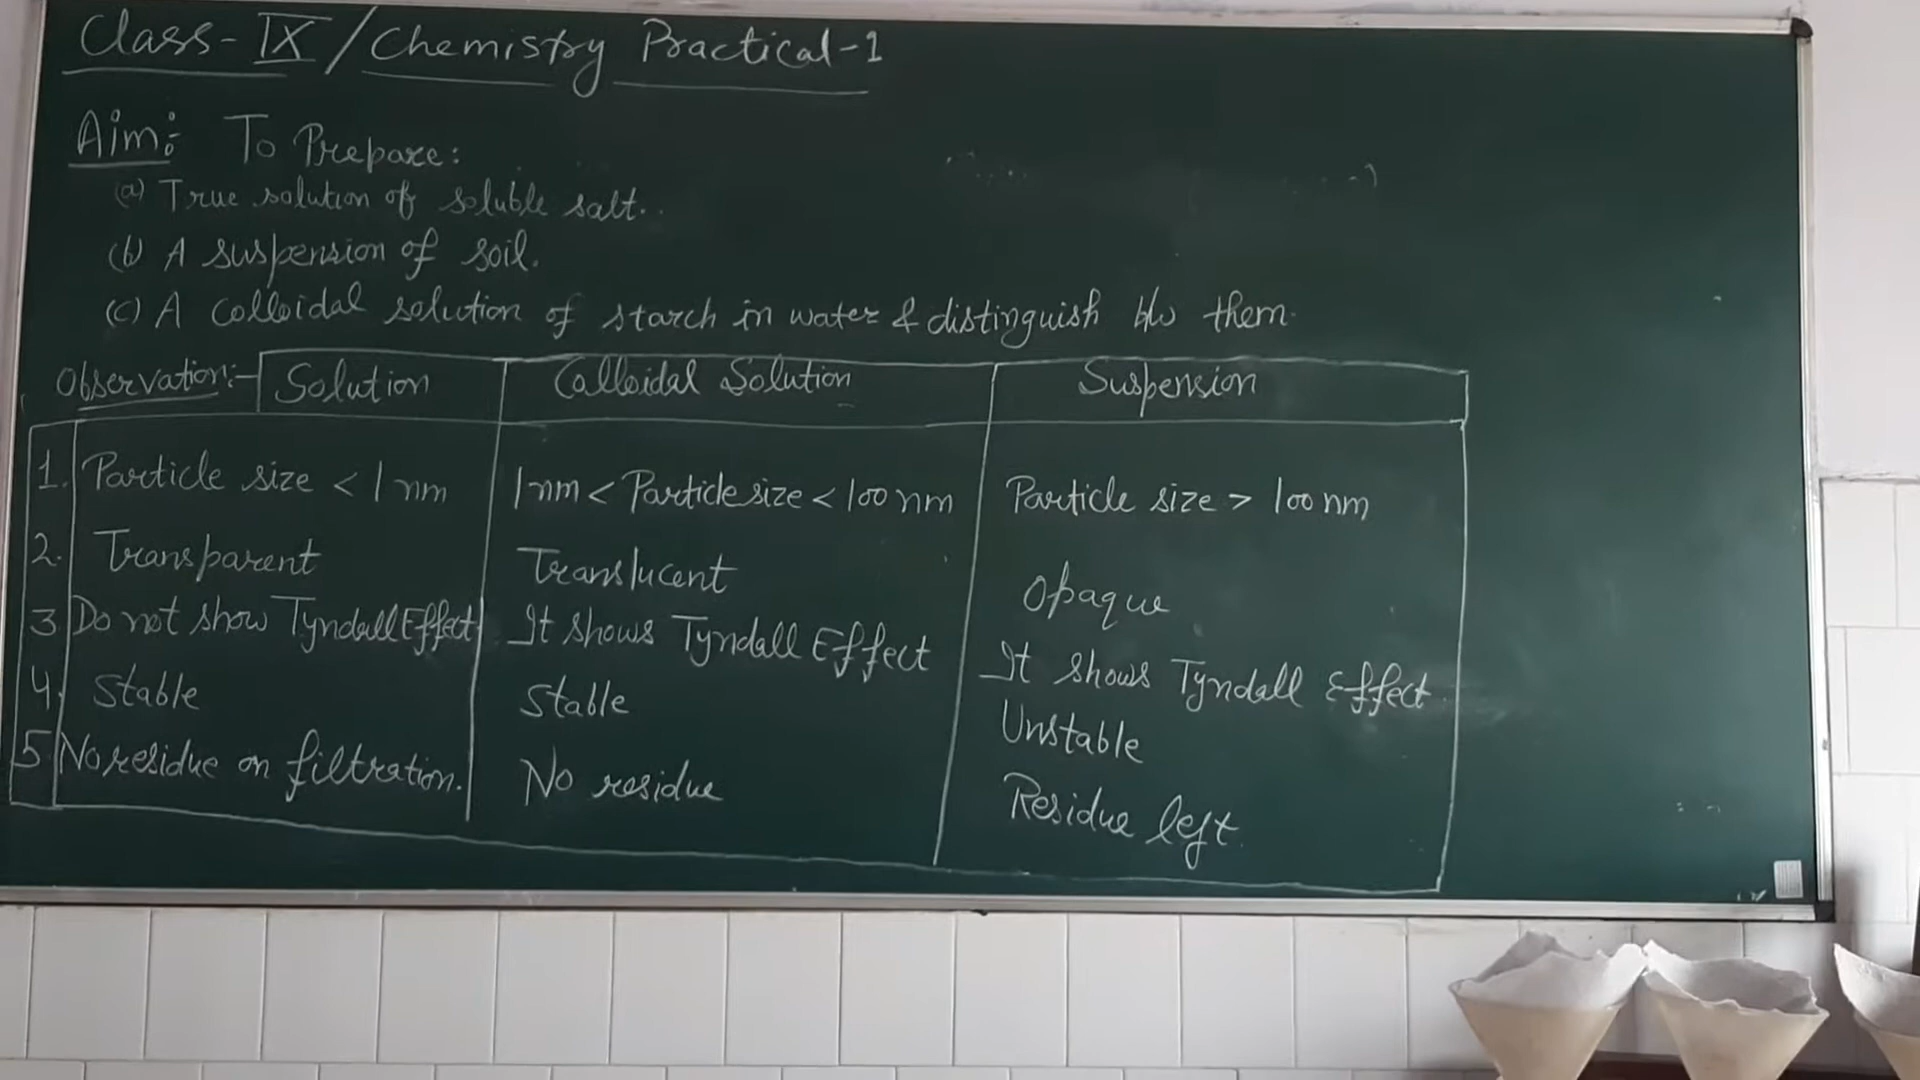 Class-IX/Chemistry Practical-1
Aim: To Prepare:
(a) True solution of soluble salt.
(b) A suspension of soil.
(c) A Colloidal solution of starch in water & distinguish b/w them.
Observation:- Solution Colloidal Solution Suspension
1. Particle size < 1 nm 1nm < Particle size < 100 nm Particle size > 100 nm
2. Transparent Translucent Opaque
3. Do not show Tyndall Effect It shows Tyndall Effect It shows Tyndall Effect
4. Stable Stable Unstable
5. No residue on filtration. No residue Residue left.